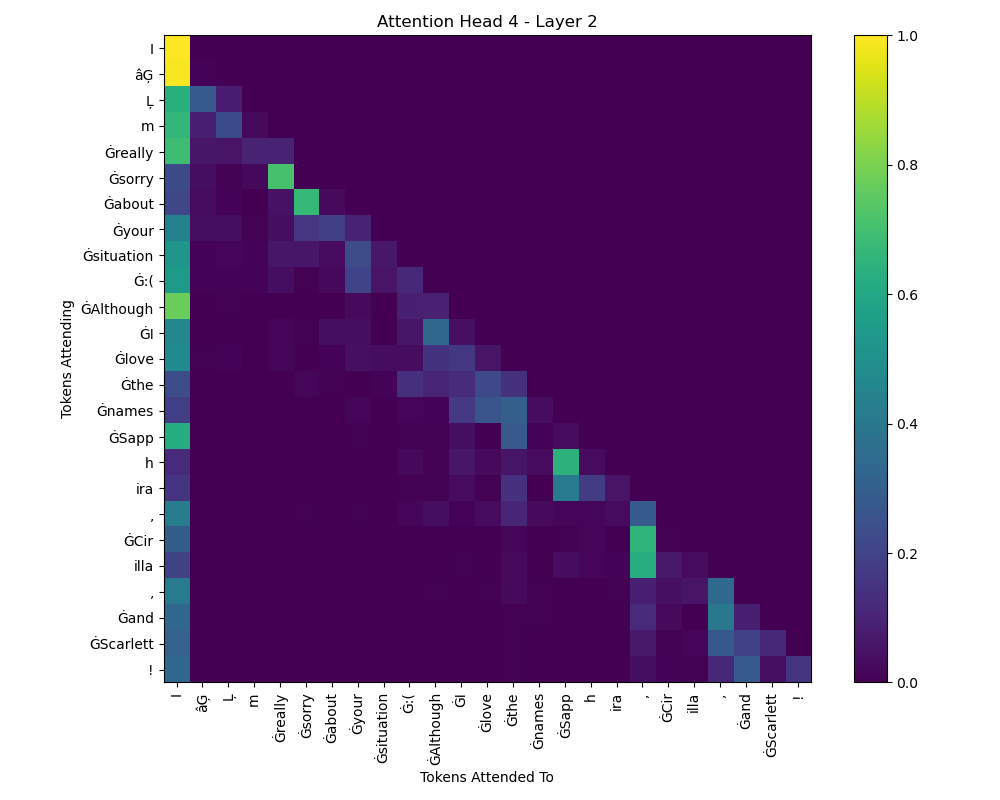 Attention Head 4 - Layer 2
Tokens Attending
I
âĢ
Ļ
m
Ġreally
Ġsorry
Ġabout
Ġyour
Ġsituation
Ġ:(
ĠAlthough
ĠI
Ġlove
Ġthe
Ġnames
ĠSapp
h
ira
,
ĠCir
illa
,
Ġand
ĠScarlett
!
I
âĢ
Ļ
m
Ġreally
Ġsorry
Ġabout
Ġyour
Ġsituation
Ġ:(
ĠAlthough
ĠI
Ġlove
Ġthe
Ġnames
ĠSapp
h
ira
,
ĠCir
illa
,
Ġand
ĠScarlett
!
Tokens Attended To
1.0
0.8
0.6
0.4
0.2
0.0